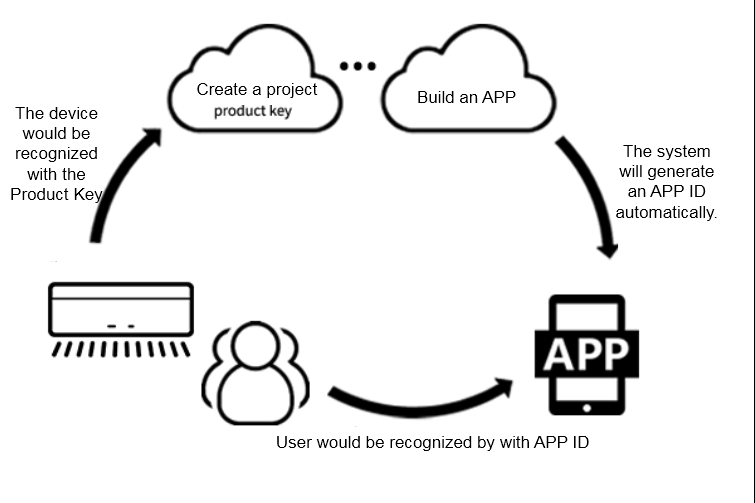 Create a project
product key
Build an APP
The device
would be
recognized
with the
Product Key
The system
will generate
an APP ID
automatically.
APP
User would be recognized by with APP ID